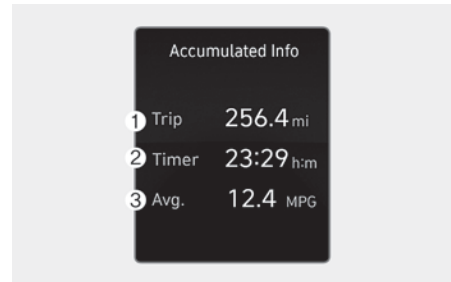 Accumulated Info
1 Trip 256.4 mi
2 Timer 23:29 h:m
3 Avg. 12.4 MPG